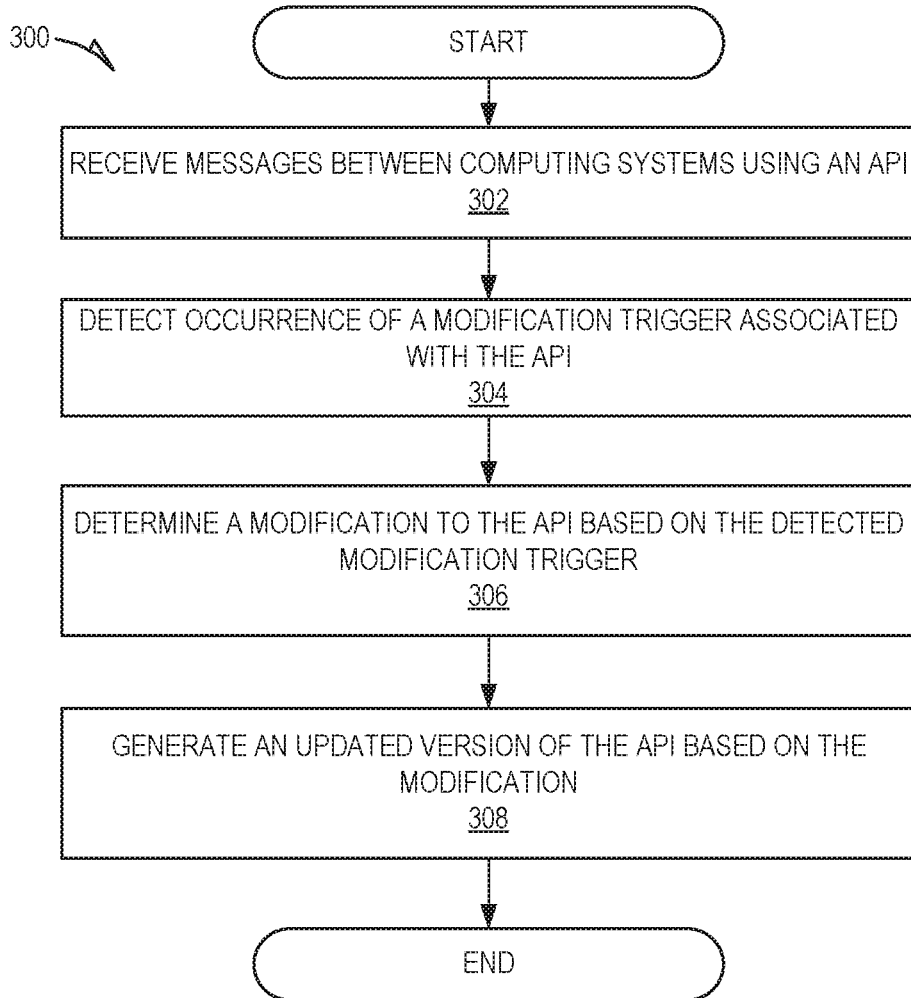 300
START
RECEIVE MESSAGES BETWEEN COMPUTING SYSTEMS USING AN API
302
DETECT OCCURRENCE OF A MODIFICATION TRIGGER ASSOCIATED
WITH THE API
304
DETERMINE A MODIFICATION TO THE API BASED ON THE DETECTED
MODIFICATION TRIGGER
306
GENERATE AN UPDATED VERSION OF THE API BASED ON THE
MODIFICATION
308
END